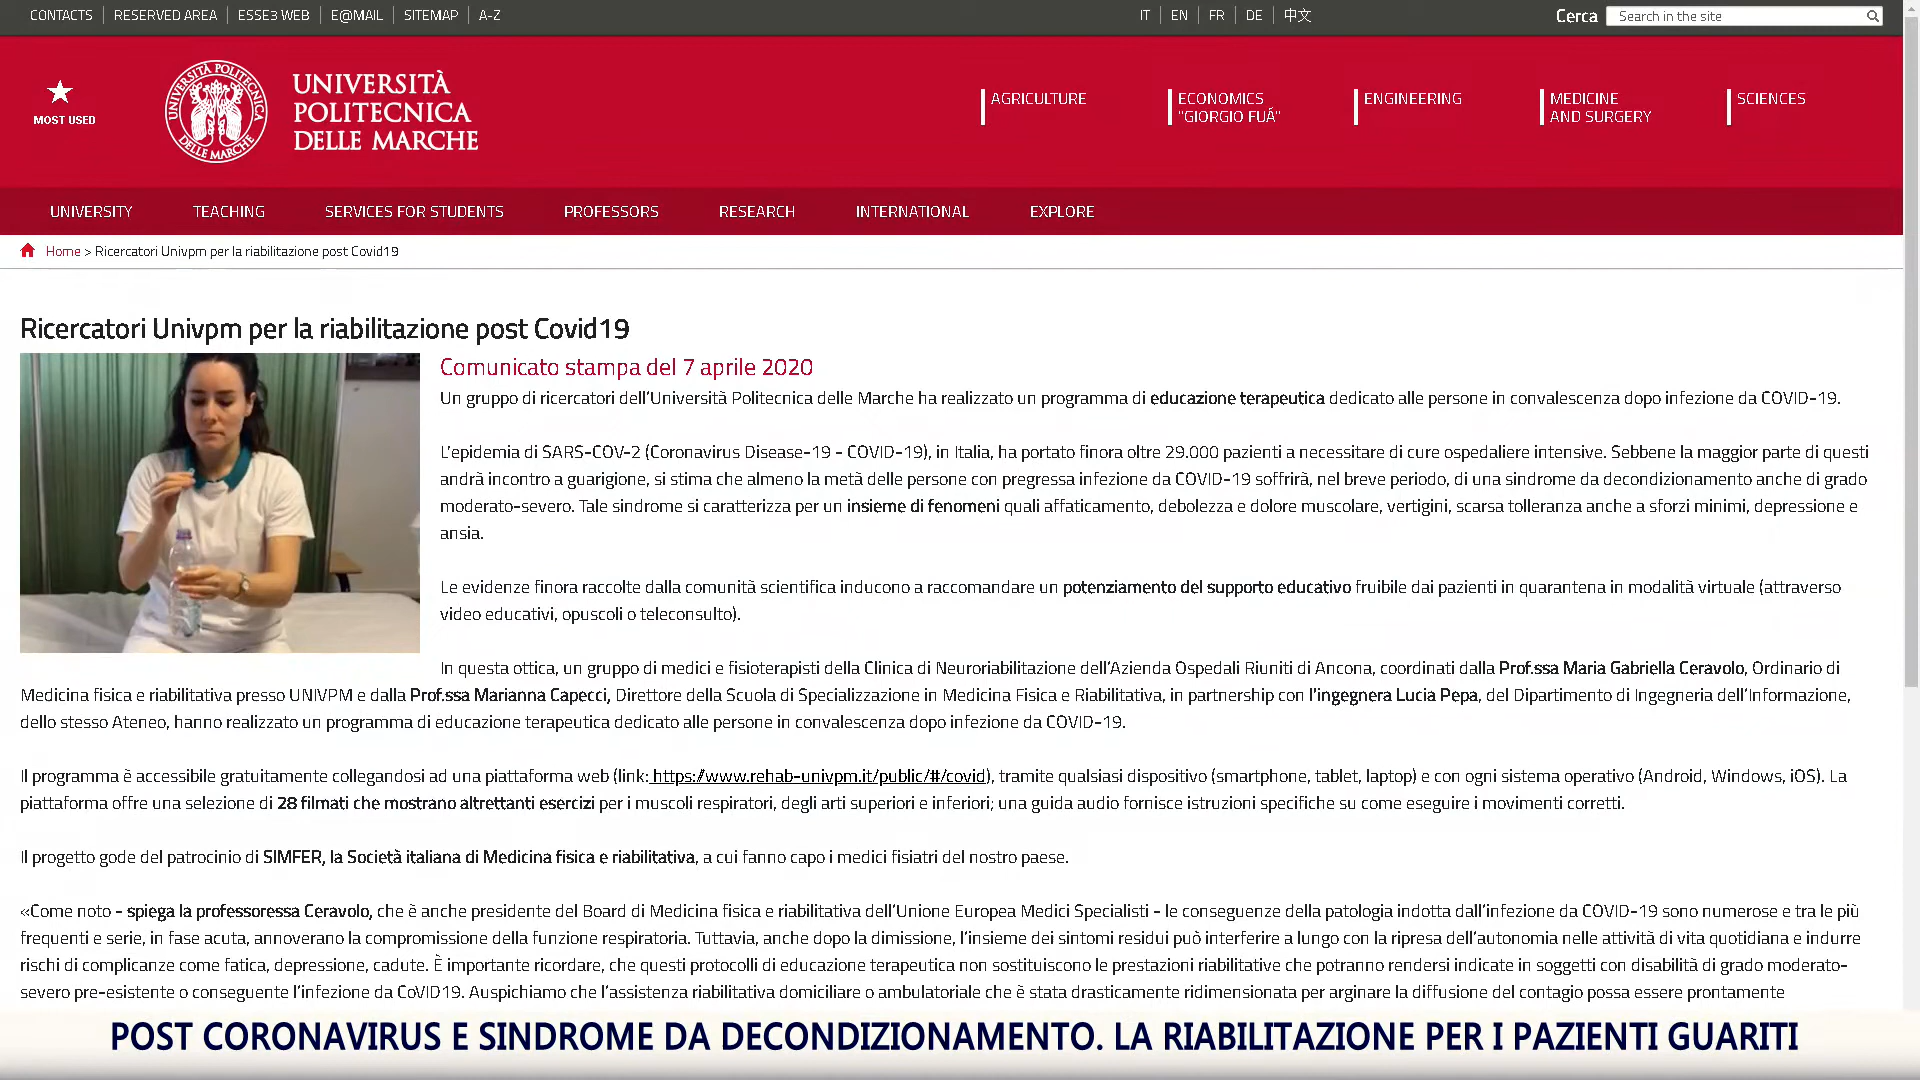 CONTACTS RESERVED AREA ESSE3 WEB E@MAIL SITEMAP A-Z IT EN FR DE 中文 Cerca Search in the site
MOST USED
UNIVERSITÀ
POLITECNICA
DELLE MARCHE
UNIVERSITÀ POLITECNICA DELLE MARCHE
AGRICULTURE
ECONOMICS
"GIORGIO FUÃ"
ENGINEERING
MEDICINE
AND SURGERY
SCIENCES
UNIVERSITY TEACHING SERVICES FOR STUDENTS PROFESSORS RESEARCH INTERNATIONAL EXPLORE
Home > Ricercatori Univpm per la riabilitazione post Covid19
Ricercatori Univpm per la riabilitazione post Covid19
Comunicato stampa del 7 aprile 2020
Un gruppo di ricercatori dell'Università Politecnica delle Marche ha realizzato un programma di educazione terapeutica dedicato alle persone in convalescenza dopo infezione da COVID-19.
L'epidemia di SARS-COV-2 (Coronavirus Disease-19 - COVID-19), in Italia, ha portato finora oltre 29.000 pazienti a necessitare di cure ospedaliere intensive. Sebbene la maggior parte di questi
andrà incontro a guarigione, si stima che almeno la metà delle persone con pregressa infezione da COVID-19 soffrirà, nel breve periodo, di una sindrome da decondizionamento anche di grado
moderato-severo. Tale sindrome si caratterizza per un insieme di fenomeni quali affaticamento, debolezza e dolore muscolare, vertigini, scarsa tolleranza anche a sforzi minimi, depressione e
ansia.
Le evidenze finora raccolte dalla comunità scientifica inducono a raccomandare un potenziamento del supporto educativo fruibile dai pazienti in quarantena in modalità virtuale (attraverso
video educativi, opuscoli o teleconsulto).
In questa ottica, un gruppo di medici e fisioterapisti della Clinica di Neuroriabilitazione dell'Azienda Ospedali Riuniti di Ancona, coordinati dalla Prof.ssa Maria Gabriella Ceravolo, Ordinario di
Medicina fisica e riabilitativa presso UNIVPM e dalla Prof.ssa Marianna Capecci, Direttore della Scuola di Specializzazione in Medicina Fisica e Riabilitativa, in partnership con l'ingegnera Lucia Pepa, del Dipartimento di Ingegneria dell'Informazione,
dello stesso Ateneo, hanno realizzato un programma di educazione terapeutica dedicato alle persone in convalescenza dopo infezione da COVID-19.
Il programma è accessibile gratuitamente collegandosi ad una piattaforma web (link: https://www.rehab-univpm.it/public/#/covid), tramite qualsiasi dispositivo (smartphone, tablet, laptop) e con ogni sistema operativo (Android, Windows, iOS). La
piattaforma offre una selezione di 28 filmati che mostrano altrettanti esercizi per i muscoli respiratori, degli arti superiori e inferiori; una guida audio fornisce istruzioni specifiche su come eseguire i movimenti corretti.
Il progetto gode del patrocinio di SIMFER, la Società italiana di Medicina fisica e riabilitativa, a cui fanno capo i medici fisiatri del nostro paese.
«Come noto - spiega la professoressa Ceravolo, che è anche presidente del Board di Medicina fisica e riabilitativa dell'Unione Europea Medici Specialisti - le conseguenze della patologia indotta dall'infezione da COVID-19 sono numerose e tra le più
frequenti e serie, in fase acuta, annoverano la compromissione della funzione respiratoria. Tuttavia, anche dopo la dimissione, l'insieme dei sintomi residui può interferire a lungo con la ripresa dell'autonomia nelle attività di vita quotidiana e indurre
rischi di complicanze come fatica, depressione, cadute. È importante ricordare, che questi protocolli di educazione terapeutica non sostituiscono le prestazioni riabilitative che potranno rendersi indicate in soggetti con disabilità di grado moderato-
severo pre-esistente o conseguente l'infezione da CoVID19. Auspichiamo che l'assistenza riabilitativa domiciliare o ambulatoriale che è stata drasticamente ridimensionata per arginare la diffusione del contagio possa essere prontamente
POST CORONAVIRUS E SINDROME DA DECONDIZIONAMENTO. LA RIABILITAZIONE PER I PAZIENTI GUARITI